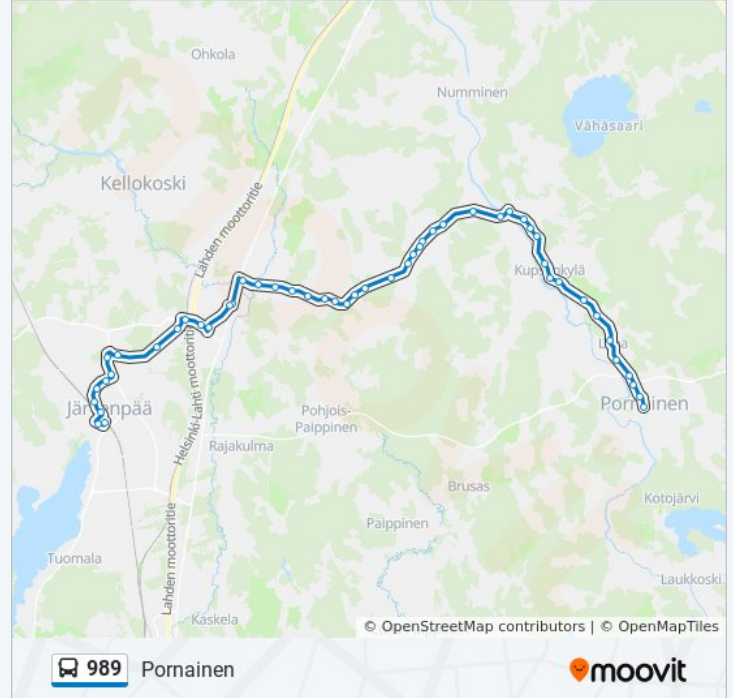 Ohkola
Numminen
Vähäsaari
Kellokoski
Lahden moottoritie
Pornainen
Helsinki-Lahti moottoritie
Pohjois-
Paippinen
Rajakulma
Brusas
Kotojärvi
Paippinen
Lahden moottoritie
Tuomala
Laukkoski
Kaskela
© OpenStreetMap contributors | © OpenMapTiles
989 Pornainen
moovit